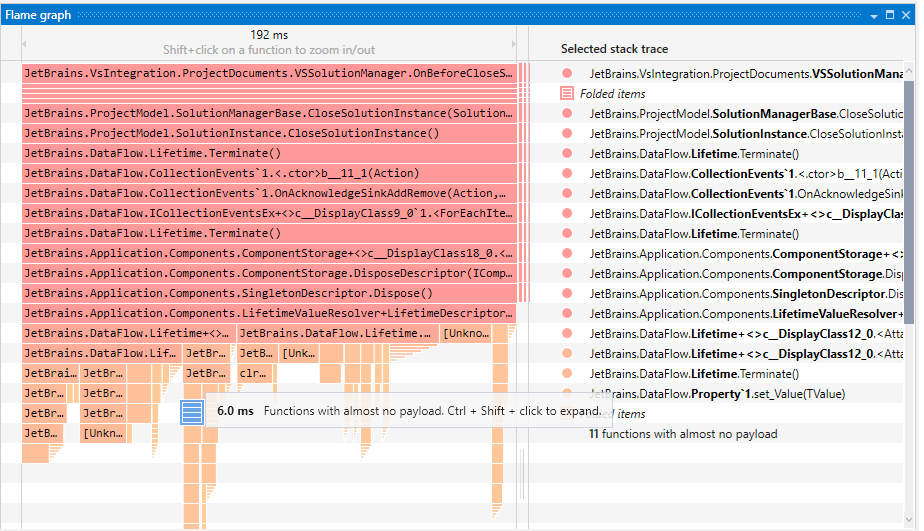 Flame graph
192 ms
Shift+click on a function to zoom in/out
Selected stack trace
JetBrains.VsIntegration.ProjectDocuments.VSSolutionManager.OnBeforeCloseS...
JetBrains.ProjectModel.SolutionManagerBase.CloseSolutionInstance(Solution...
JetBrains.ProjectModel.SolutionInstance.CloseSolutionInstance()
JetBrains.DataFlow.Lifetime.Terminate()
JetBrains.DataFlow.CollectionEvents`1.<.ctor>b__11_1(Action)
JetBrains.DataFlow.CollectionEvents`1.OnAcknowledgeSinkAddRemove(Action,...
JetBrains.DataFlow.ICollectionEventsEx+<>c__DisplayClass9_0`1.<ForEachIte...
JetBrains.DataFlow.Lifetime.Terminate()
JetBrains.Application.Components.ComponentStorage+<>c__DisplayClass18_0.<...
JetBrains.Application.Components.ComponentStorage.DisposeDescriptor(IComp...
JetBrains.Application.Components.SingletonDescriptor.Dispose()
JetBrains.Application.Components.LifetimeValueResolver+LifetimeDescriptor...
JetBrains.DataFlow.Lifetime+<>... JetBrains.DataFlow.Lifetime... [Unkno...
JetBrains.DataFlow.Lif... JetBr... JetB... [Unk...
JetBrai... JetBr... JetBr... clr...
JetBr... JetBr...
JetBr... JetBr...
JetB... [Unkn...
6.0 ms Functions with almost no payload. Ctrl + Shift + click to expand.
JetBrains.VsIntegration.ProjectDocuments.VSSolutionMana
Folded items
JetBrains.ProjectModel.SolutionManagerBase.CloseSolution
JetBrains.ProjectModel.SolutionInstance.CloseSolutionInsta
JetBrains.DataFlow.Lifetime.Terminate()
JetBrains.DataFlow.CollectionEvents`1.<.ctor>b__11_1(Action
JetBrains.DataFlow.CollectionEvents`1.OnAcknowledgeSink
JetBrains.DataFlow.ICollectionEventsEx+<>c__DisplayClass
JetBrains.DataFlow.Lifetime.Terminate()
JetBrains.Application.Components.ComponentStorage+<>
JetBrains.Application.Components.ComponentStorage.Disp
JetBrains.Application.Components.SingletonDescriptor.Dis
JetBrains.Application.Components.LifetimeValueResolver+
JetBrains.DataFlow.Lifetime+<>c__DisplayClass12_0.<Atta
JetBrains.DataFlow.Lifetime+<>c__DisplayClass12_0.<Atta
JetBrains.DataFlow.Lifetime.Terminate()
JetBrains.DataFlow.Property`1.set_Value(TValue)
items
11 functions with almost no payload